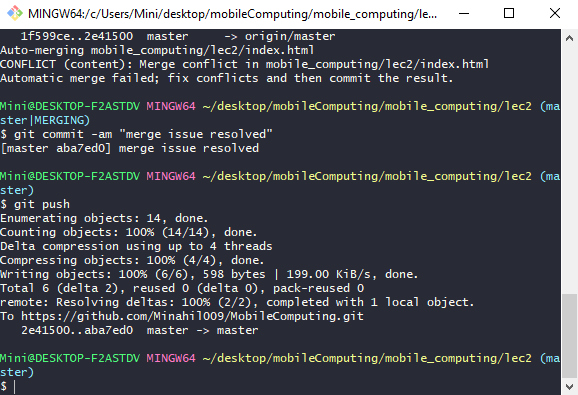 MINGW64:/c/Users/Mini/desktop/mobileComputing/mobile_computing/le...
   1f599ce..2e41500  master     -> origin/master
Auto-merging mobile_computing/lec2/index.html
CONFLICT (content): Merge conflict in mobile_computing/lec2/index.html
Automatic merge failed; fix conflicts and then commit the result.
Mini@DESKTOP-F2ASTDV MINGW64 ~/desktop/mobileComputing/mobile_computing/lec2 (ma
ster|MERGING)
$ git commit -am "merge issue resolved"
[master aba7ed0] merge issue resolved
Mini@DESKTOP-F2ASTDV MINGW64 ~/desktop/mobileComputing/mobile_computing/lec2 (ma
ster)
$ git push
Enumerating objects: 14, done.
Counting objects: 100% (14/14), done.
Delta compression using up to 4 threads
Compressing objects: 100% (4/4), done.
Writing objects: 100% (6/6), 598 bytes | 199.00 KiB/s, done.
Total 6 (delta 2), reused 0 (delta 0), pack-reused 0
remote: Resolving deltas: 100% (2/2), completed with 1 local object.
To https://github.com/Minahil009/MobileComputing.git
   2e41500..aba7ed0  master -> master
Mini@DESKTOP-F2ASTDV MINGW64 ~/desktop/mobileComputing/mobile_computing/lec2 (ma
ster)
$